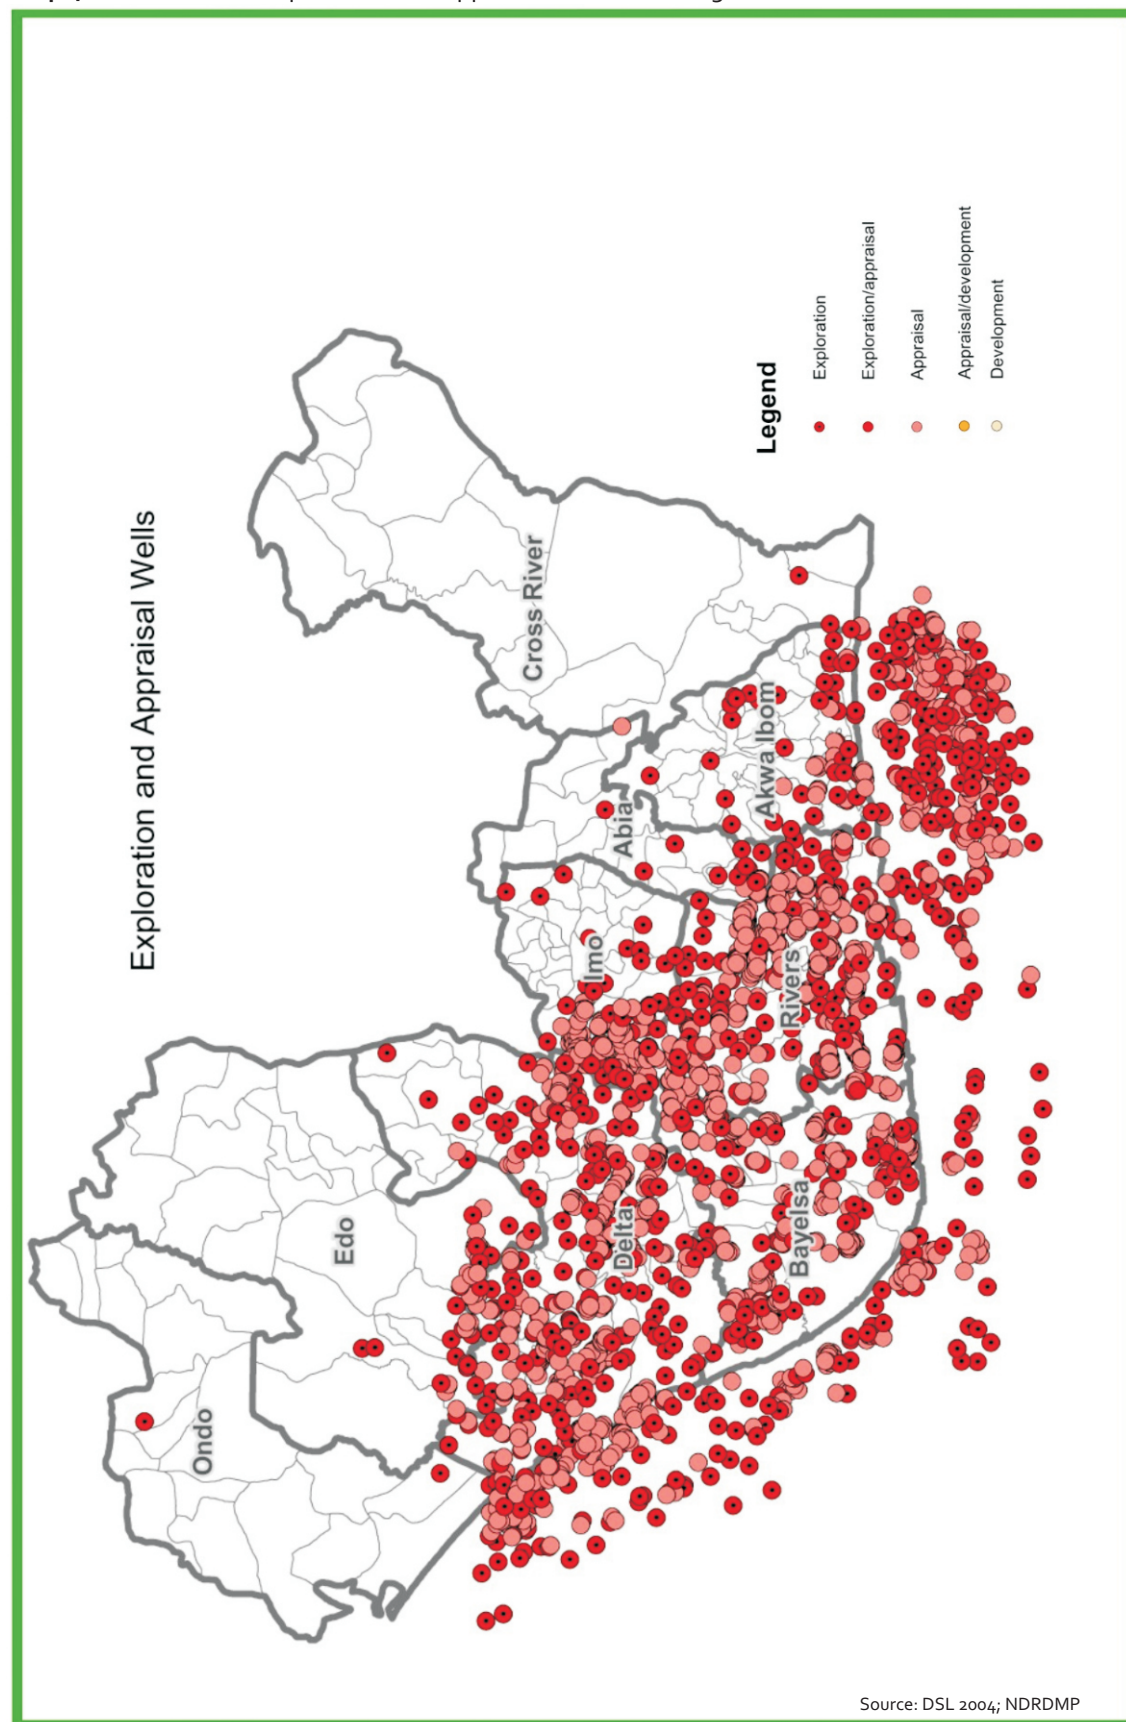 Exploration and Appraisal Wells
Ondo
Edo
Delta
Bayelsa
Imo
Rivers
Abia
Akwa Ibom
Cross River
Legend
Exploration
Exploration/appraisal
Appraisal
Appraisal/development
Development
Source: DSL 2004; NDRDMP